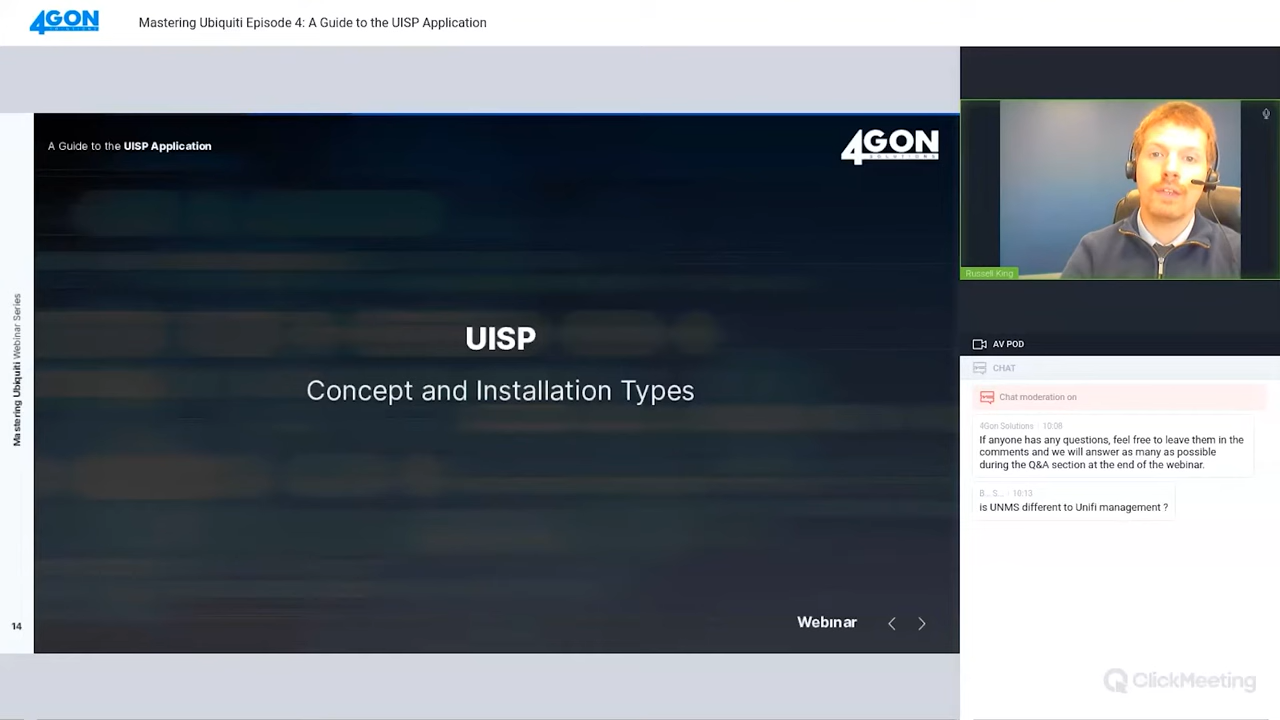 4GON
SOLUTIONS
Mastering Ubiquiti Episode 4: A Guide to the UISP Application
A Guide to the UISP Application
4GON
SOLUTIONS
UISP
Concept and Installation Types
Mastering Ubiquiti Webinar Series
14
Webinar
Russell King
AV POD
CHAT
Chat moderation on
4Gon Solutions · 10:08
If anyone has any questions, feel free to leave them in the
comments and we will answer as many as possible
during the Q&A section at the end of the webinar.
B... S... · 10:13
is UNMS different to Unifi management ?
ClickMeeting